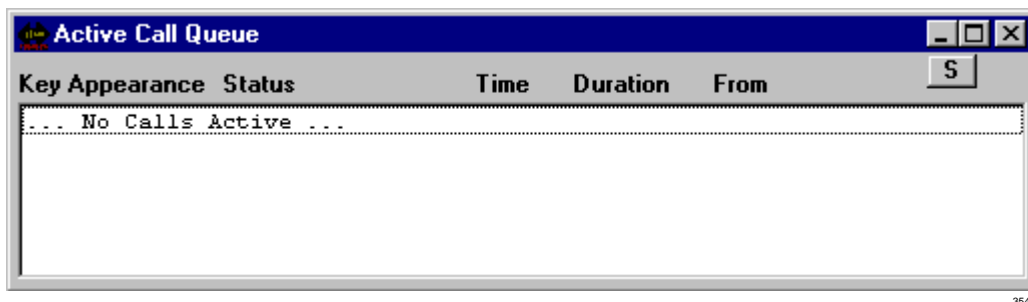 Active Call Queue
Key Appearance Status Time Duration From S
... No Calls Active ...